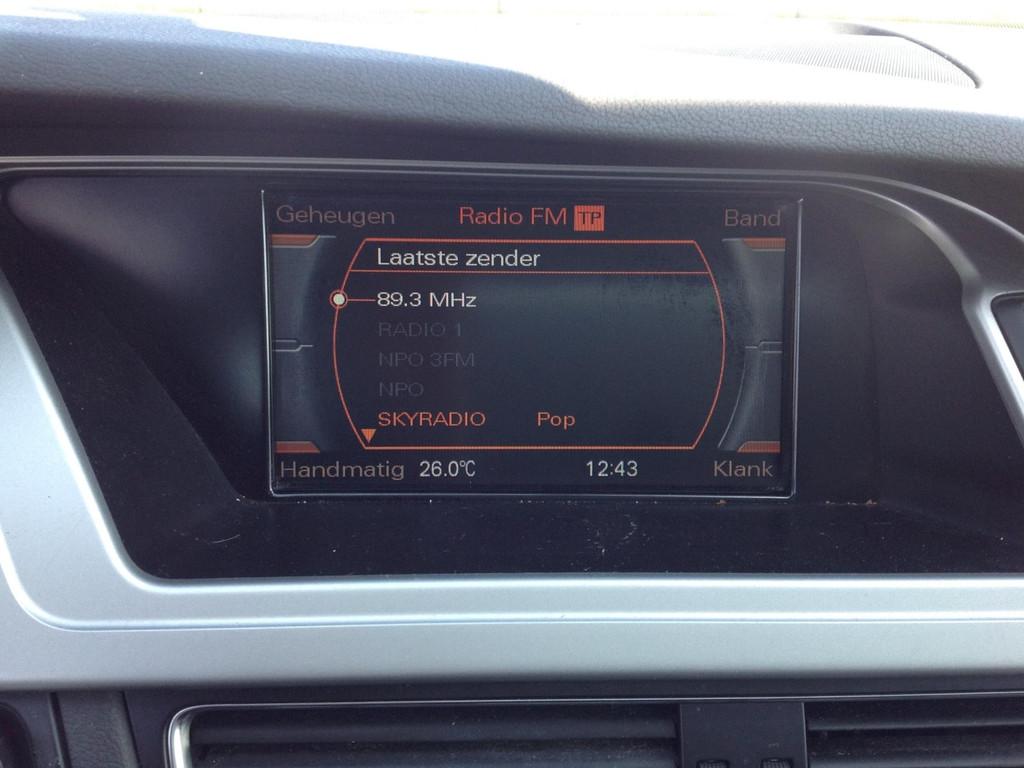 Geheugen Radio FM TP Band
Laatste zender
89.3 MHz
RADIO 1
NPO 3FM
NPO
SKYRADIO Pop
Handmatig 26.0°C 12:43 Klank